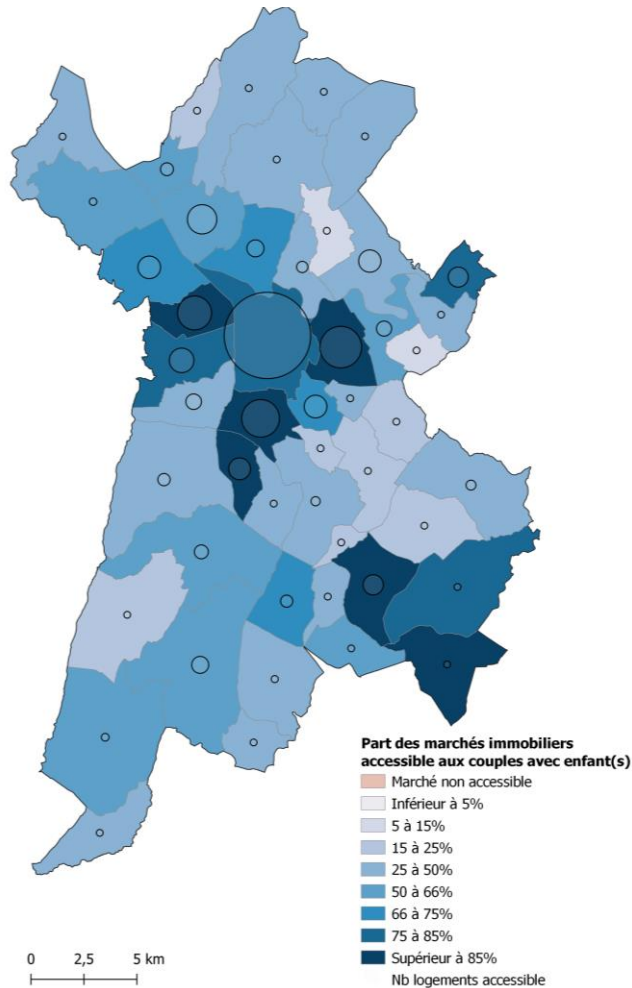 Part des marchés immobiliers
accessible aux couples avec enfant(s)
Marché non accessible
Inférieur à 5%
5 à 15%
15 à 25%
25 à 50%
50 à 66%
66 à 75%
75 à 85%
Supérieur à 85%
Nb logements accessible
0 2,5 5 km